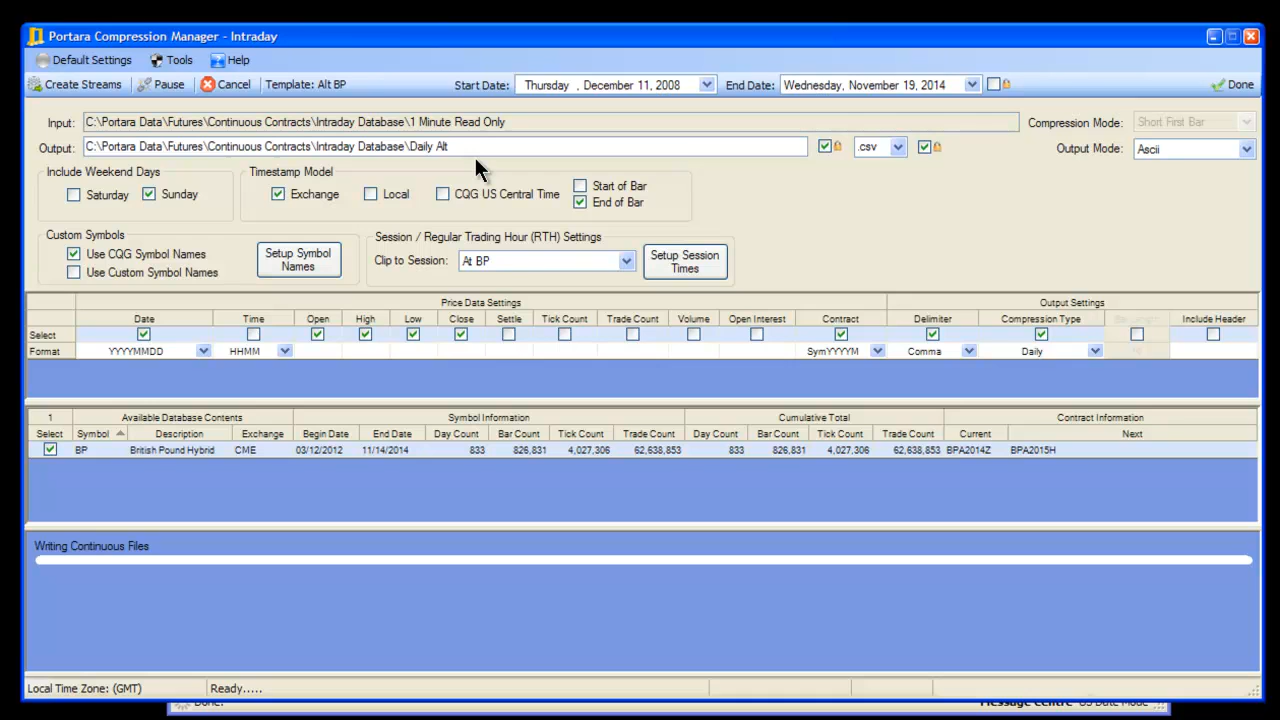 Portara Compression Manager - Intraday
Default Settings Tools Help
Create Streams Pause Cancel Template: Alt BP Start Date: Thursday , December 11, 2008 End Date: Wednesday, November 19, 2014 Done
Input: C:\Portara Data\Futures\Continuous Contracts\Intraday Database\1 Minute Read Only Compression Mode: Short First Bar
Output: C:\Portara Data\Futures\Continuous Contracts\Intraday Database\Daily Alt .csv Output Mode: Ascii
Include Weekend Days Timestamp Model
Saturday Sunday Exchange Local CQG US Central Time Start of Bar
End of Bar
Custom Symbols Session / Regular Trading Hour (RTH) Settings
Use CQG Symbol Names Setup Symbol Names Clip to Session: At BP Setup Session Times
Use Custom Symbol Names
Price Data Settings Output Settings
Date Time Open High Low Close Settle Tick Count Trade Count Volume Open Interest Contract Delimiter Compression Type Include Header
Select
Format YYYYMMDD HHMM SymYYYYM Comma Daily
1 Available Database Contents Symbol Information Cumulative Total Contract Information
Select Symbol Description Exchange Begin Date End Date Day Count Bar Count Tick Count Trade Count Day Count Bar Count Tick Count Trade Count Current Next
BP British Pound Hybrid CME 03/12/2012 11/14/2014 833 826,831 4,027,306 62,638,853 833 826,831 4,027,306 62,638,853 BPA2014Z BPA2015H
Writing Continuous Files
Local Time Zone: (GMT) Ready.....
Done. Message Centre US Date Mode